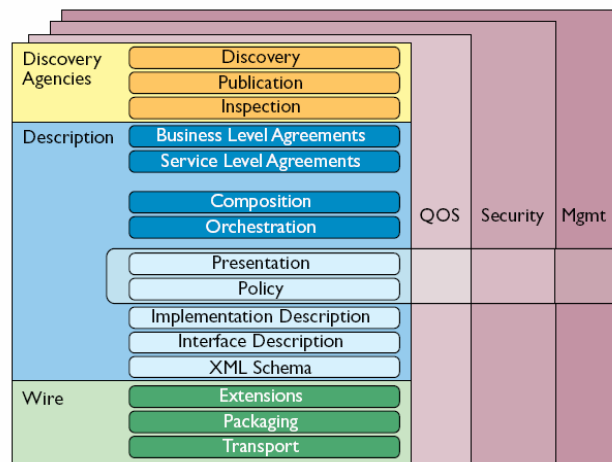 Discovery
Agencies
Discovery
Publication
Inspection
Description
Business Level Agreements
Service Level Agreements
Composition
Orchestration
QOS
Security
Mgmt
Presentation
Policy
Implementation Description
Interface Description
XML Schema
Wire
Extensions
Packaging
Transport